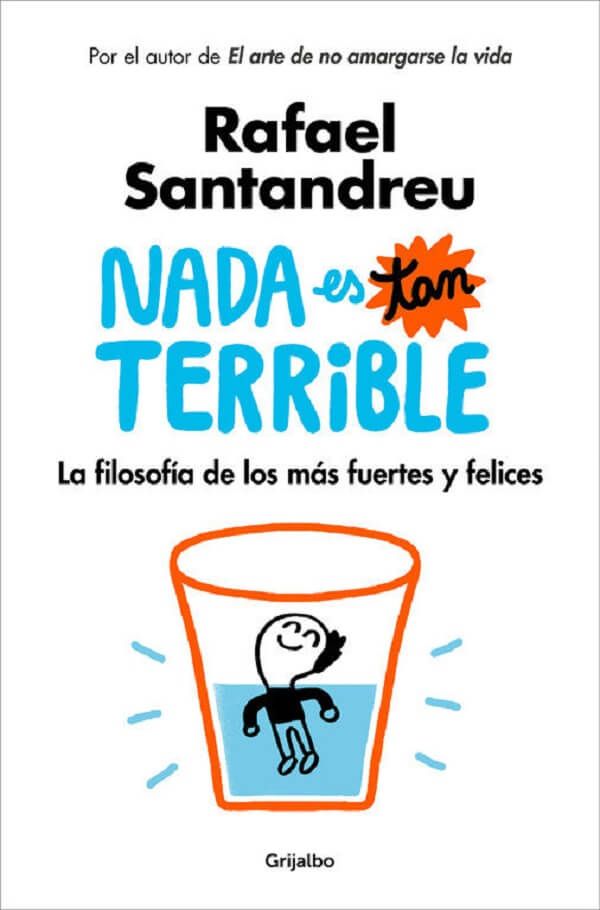 Por el autor de El arte de no amargarse la vida
Rafael
Santandreu
NADA es tan
TERRiBLE
La filosofía de los más fuertes y felices
Grijalbo